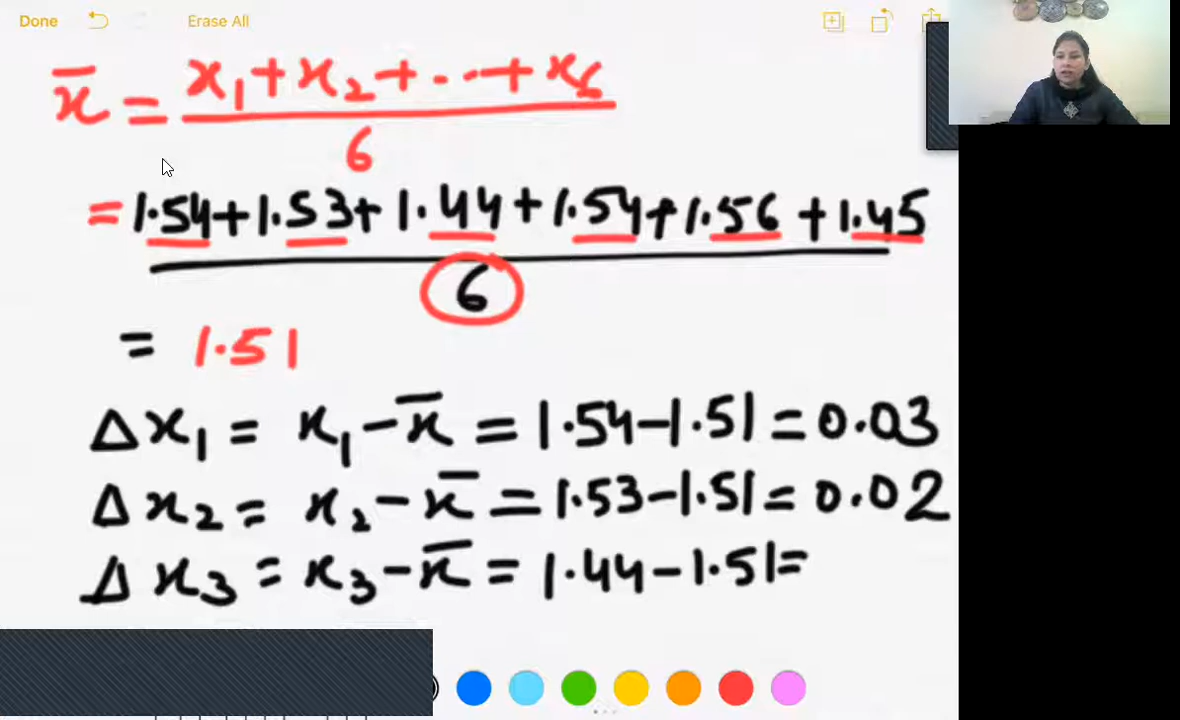 Done Erase All
x̄ = x₁+x₂+...+x₆
6
= 1.54+1.53+1.44+1.54+1.56+1.45
6
= 1.51
Δx₁ = x₁-x̄ = 1.54-1.51=0.03
Δx₂ = x₂-x̄ = 1.53-1.51=0.02
Δx₃ = x₃-x̄ = 1.44-1.51=